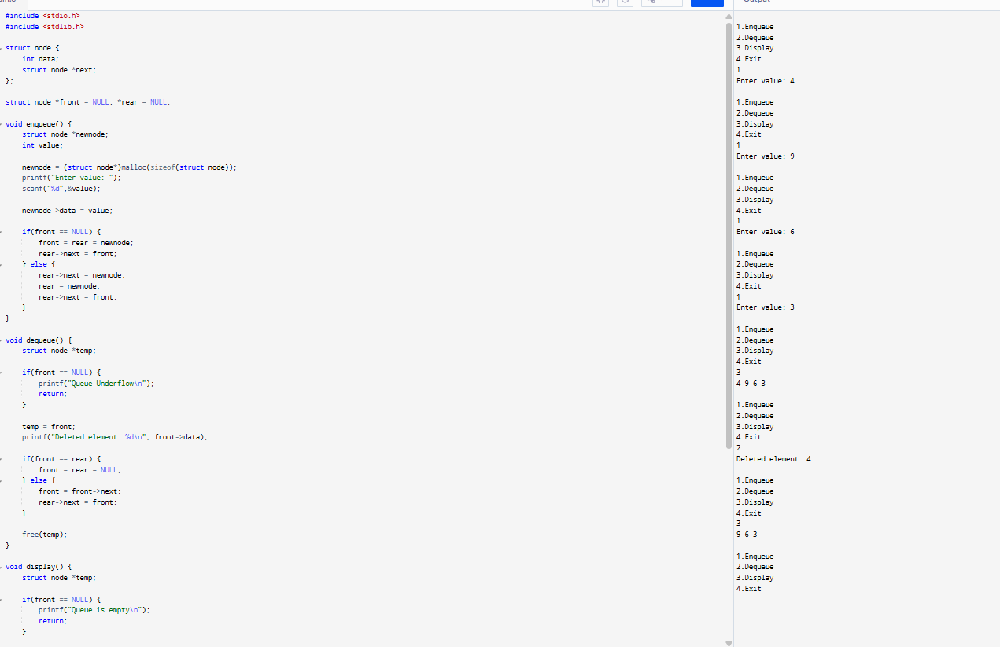 Output
#include <stdio.h>
#include <stdlib.h>
struct node {
int data;
struct node *next;
};
struct node *front = NULL, *rear = NULL;
void enqueue() {
struct node *newnode;
int value;
newnode = (struct node*)malloc(sizeof(struct node));
printf("Enter value: ");
scanf("%d",&value);
newnode->data = value;
if(front == NULL) {
front = rear = newnode;
rear->next = front;
} else {
rear->next = newnode;
rear = newnode;
rear->next = front;
}
}
void dequeue() {
struct node *temp;
if(front == NULL) {
printf("Queue Underflow\n");
return;
}
temp = front;
printf("Deleted element: %d\n", front->data);
if(front == rear) {
front = rear = NULL;
} else {
front = front->next;
rear->next = front;
}
free(temp);
}
void display() {
struct node *temp;
if(front == NULL) {
printf("Queue is empty\n");
return;
}
1.Enqueue
2.Dequeue
3.Display
4.Exit
1
Enter value: 4
1.Enqueue
2.Dequeue
3.Display
4.Exit
1
Enter value: 9
1.Enqueue
2.Dequeue
3.Display
4.Exit
1
Enter value: 6
1.Enqueue
2.Dequeue
3.Display
4.Exit
1
Enter value: 3
1.Enqueue
2.Dequeue
3.Display
4.Exit
3
4 9 6 3
1.Enqueue
2.Dequeue
3.Display
4.Exit
2
Deleted element: 4
1.Enqueue
2.Dequeue
3.Display
4.Exit
3
9 6 3
1.Enqueue
2.Dequeue
3.Display
4.Exit